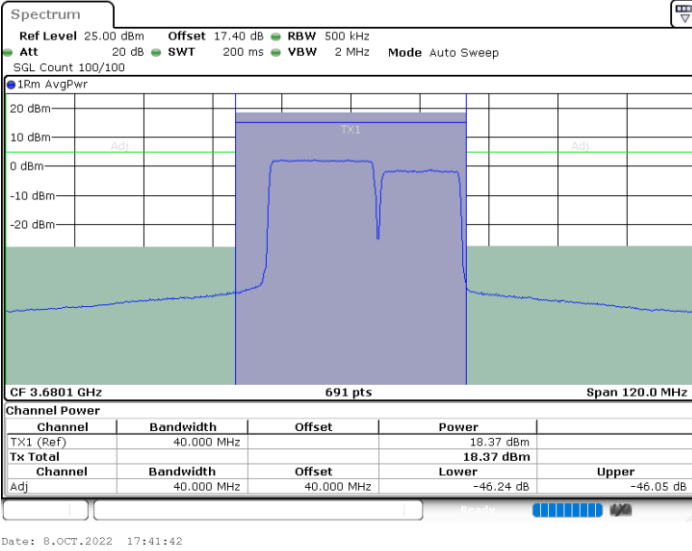 Spectrum
Ref Level 25.00 dBm Offset 17.40 dB RBW 500 kHz
Att 20 dB SWT 200 ms VBW 2 MHz Mode Auto Sweep
SGL Count 100/100
1Rm AvgPwr
20 dBm
TX1
10 dBm
Adj Adj
0 dBm
-10 dBm
-20 dBm
CF 3.6801 GHz 691 pts Span 120.0 MHz
Channel Power
Channel Bandwidth Offset Power
TX1 (Ref) 40.000 MHz 18.37 dBm
Tx Total 18.37 dBm
Channel Bandwidth Offset Lower Upper
Adj 40.000 MHz 40.000 MHz -46.24 dB -46.05 dB
Ready
Date: 8.OCT.2022 17:41:42